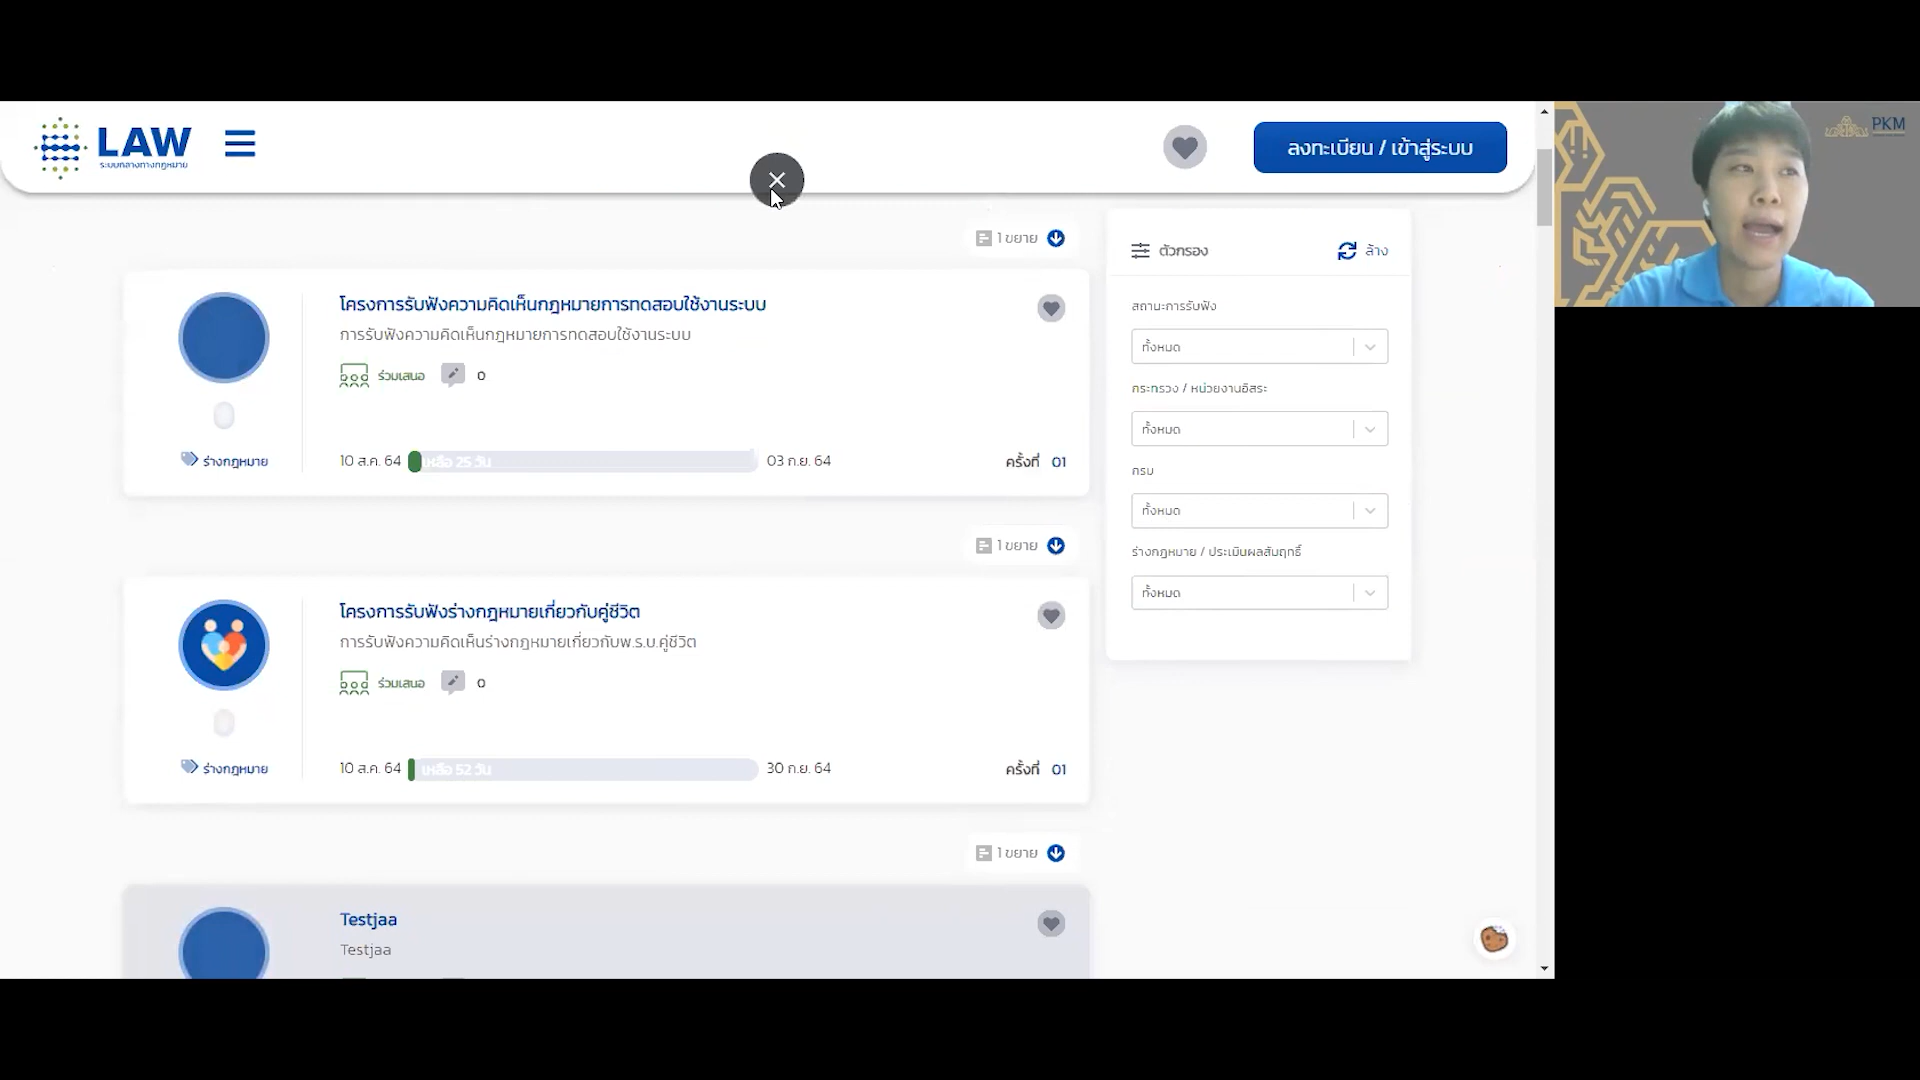 LAW
ระบบกลางทางกฎหมาย
ลงทะเบียน / เข้าสู่ระบบ
PKM
1 ขยาย
ตัวกรอง
ล้าง
โครงการรับฟังความคิดเห็นกฎหมายการทดสอบใช้งานระบบ
การรับฟังความคิดเห็นกฎหมายการทดสอบใช้งานระบบ
ร่วมเสนอ 0
ร่างกฎหมาย
10 ส.ค. 64 เหลือ 25 วัน 03 ก.ย. 64
ครั้งที่ 01
สถานะการรับฟัง
ทั้งหมด
กระทรวง / หน่วยงานอิสระ
ทั้งหมด
กรม
ทั้งหมด
ร่างกฎหมาย / ประเมินผลสัมฤทธิ์
ทั้งหมด
1 ขยาย
โครงการรับฟังร่างกฎหมายเกี่ยวกับคู่ชีวิต
การรับฟังความคิดเห็นร่างกฎหมายเกี่ยวกับพ.ร.บ.คู่ชีวิต
ร่วมเสนอ 0
ร่างกฎหมาย
10 ส.ค. 64 เหลือ 52 วัน 30 ก.ย. 64
ครั้งที่ 01
1 ขยาย
Testjaa
Testjaa